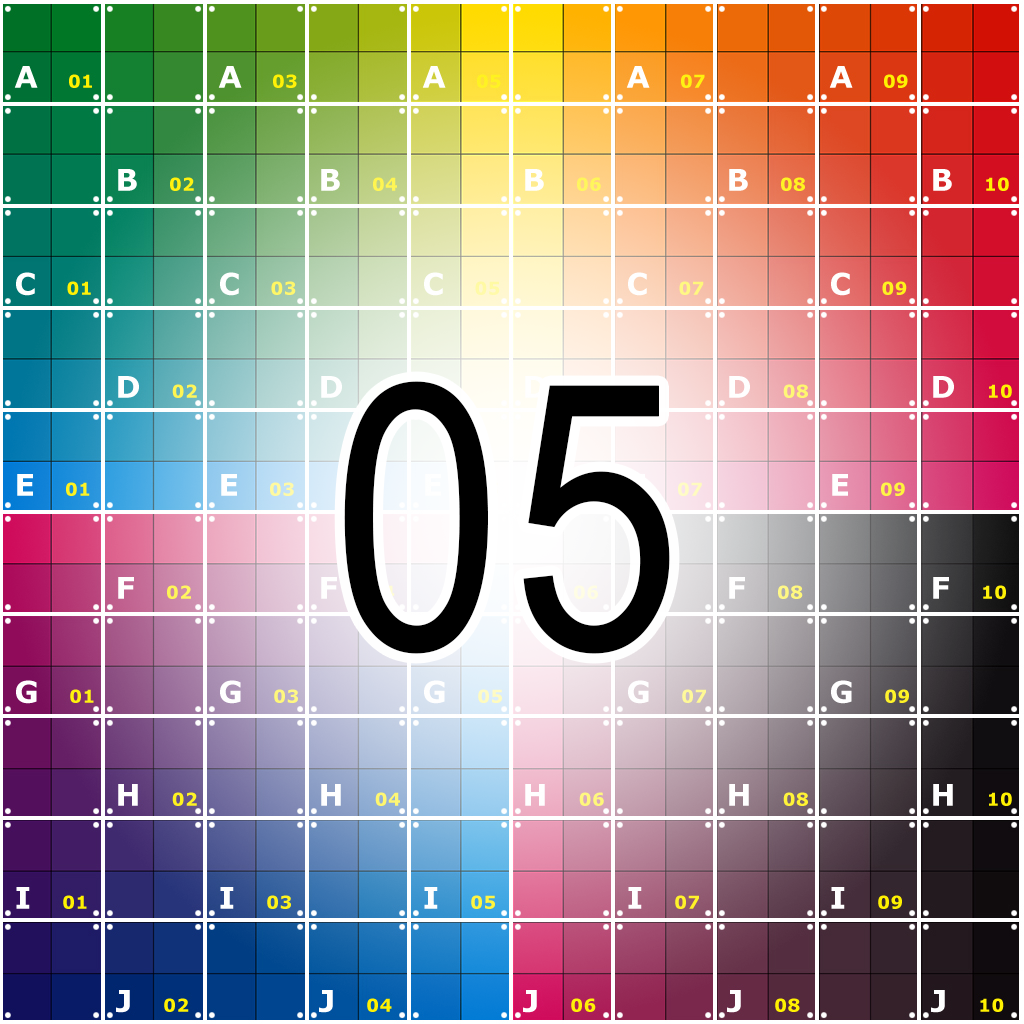 A 01 A 03 A 05 A 07 A 09
B 02 B 04 B 06 B 08 B 10
C 01 C 03 C 05 C 07 C 09
D 02 D D D 08 D 10
E 01 E 03 E 07 E 09
05
F 02 F 06 F 08 F 10
G 01 G 03 G 05 G 07 G 09
H 02 H 04 H 06 H 08 H 10
I 01 I 03 I 05 I 07 I 09
J 02 J 04 J 06 J 08 J 10